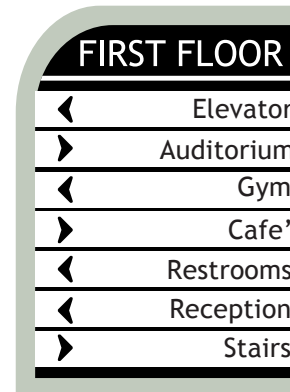 FIRST FLOOR
Elevator
Auditorium
Gym
Cafe’
Restrooms
Reception
Stairs